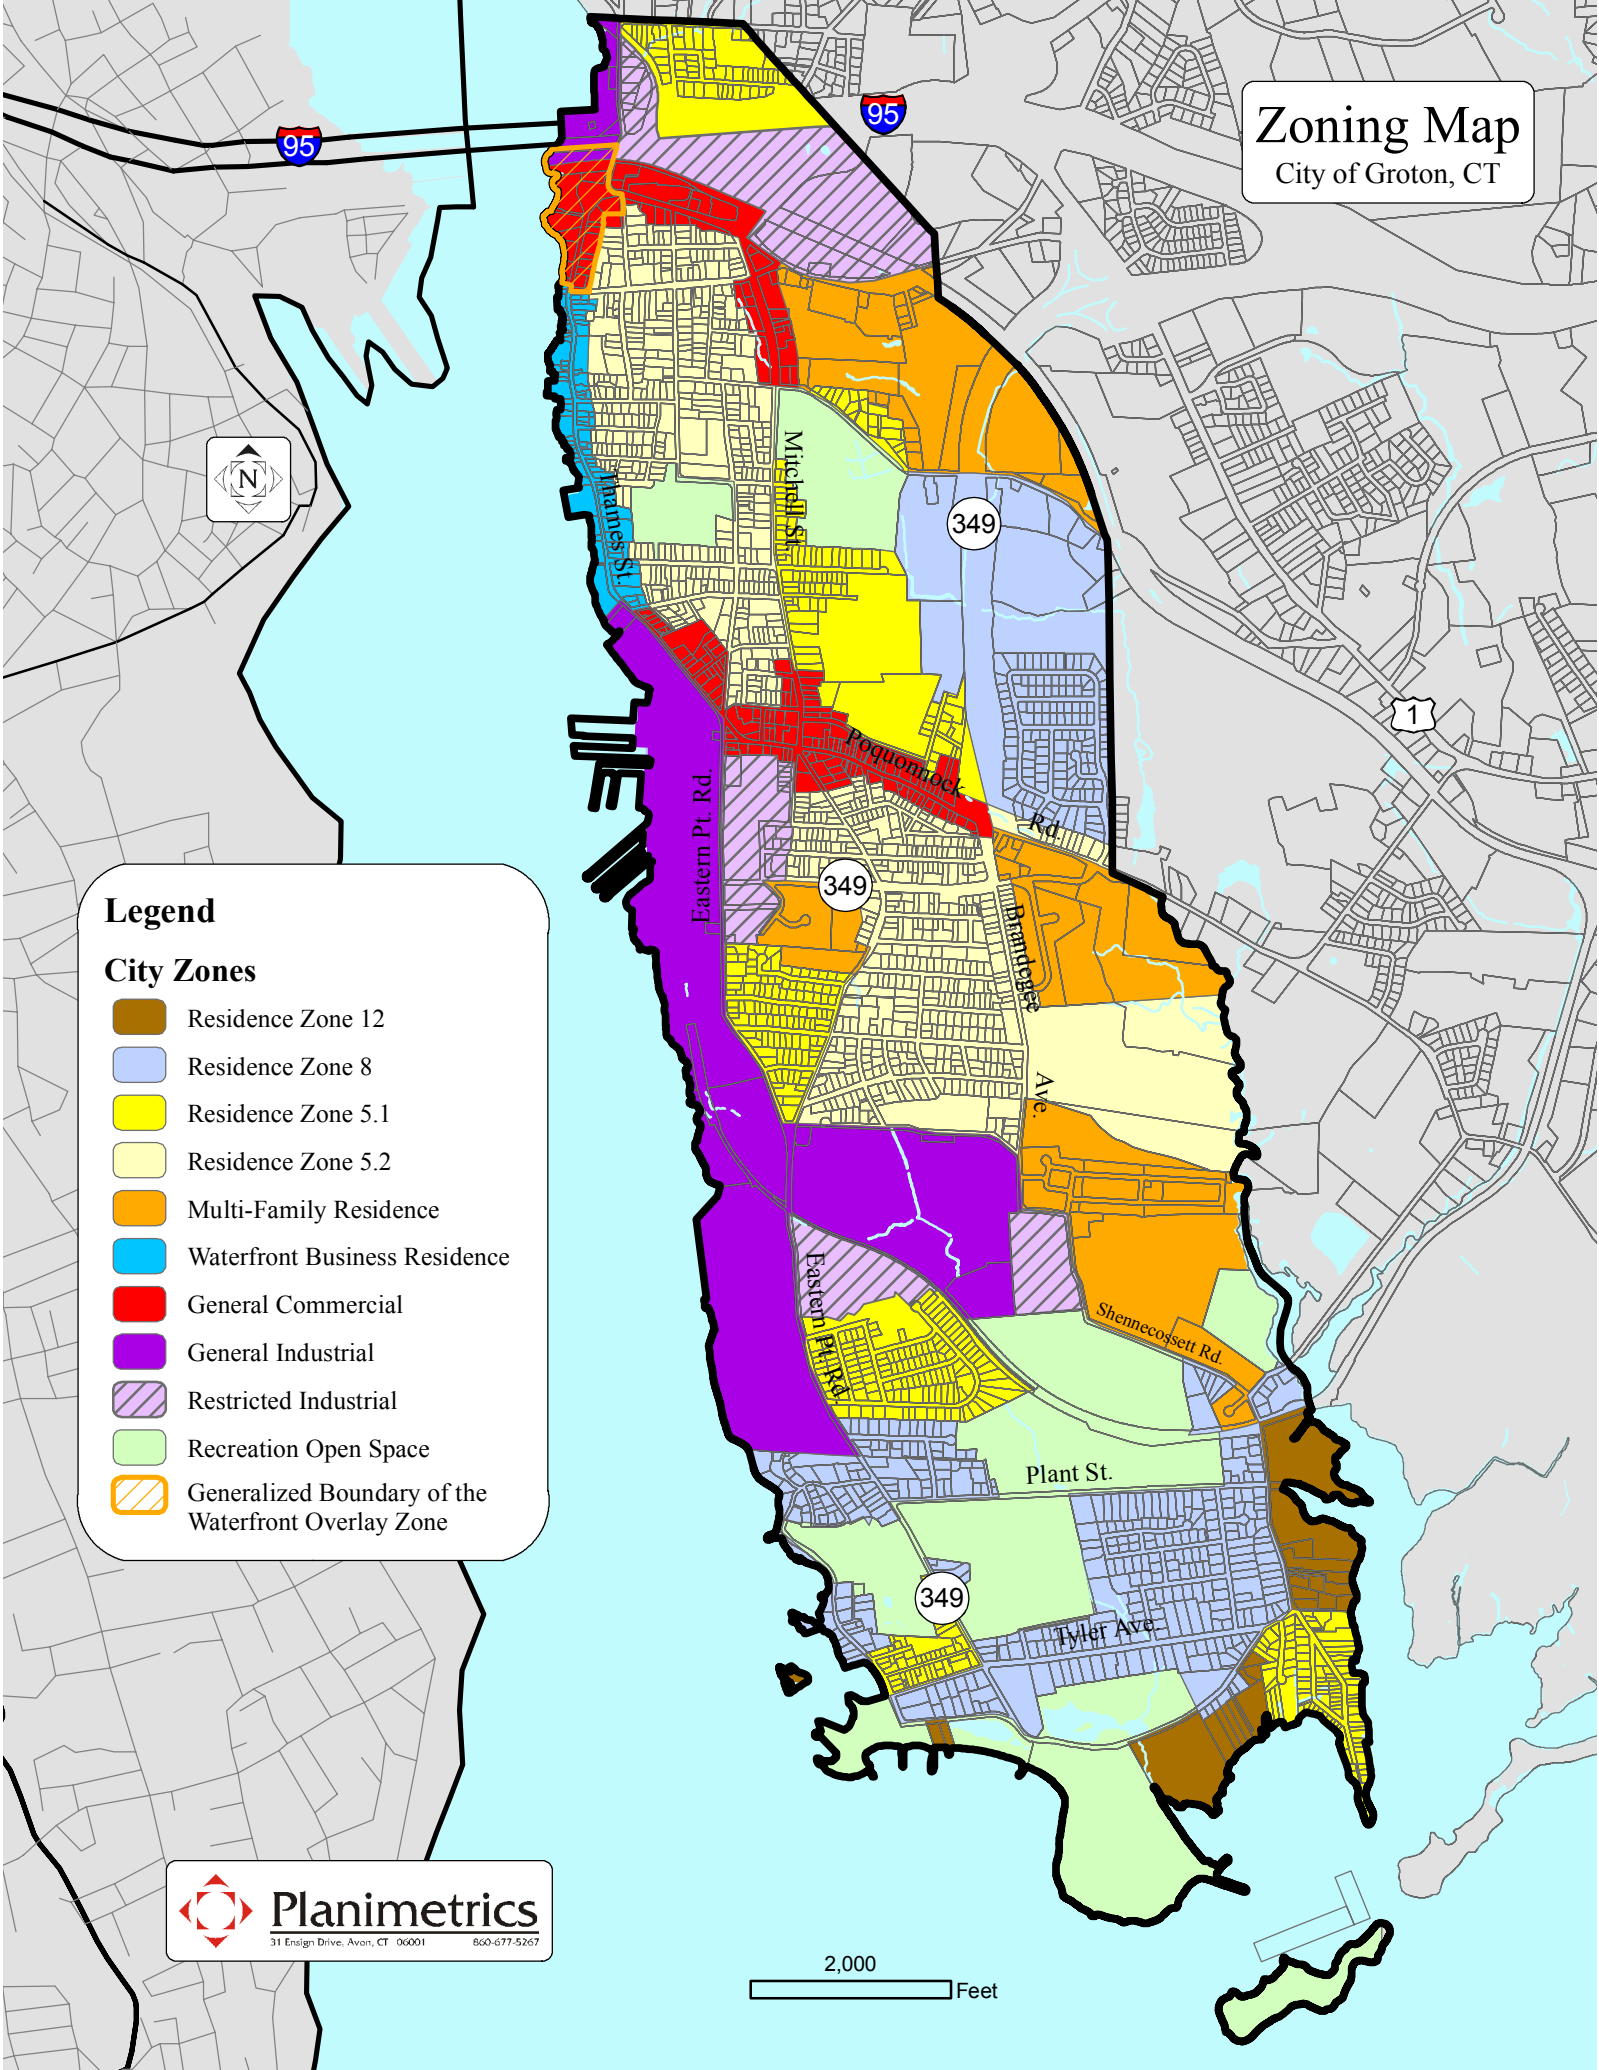 Zoning Map
City of Groton, CT
95
95
N
Mitchell St.
Thames St.
349
1
Poquonnock
Rd.
Eastern Pt. Rd.
349
Brandegee
Ave.
Legend
City Zones
Residence Zone 12
Residence Zone 8
Residence Zone 5.1
Residence Zone 5.2
Multi-Family Residence
Waterfront Business Residence
General Commercial
General Industrial
Restricted Industrial
Recreation Open Space
Generalized Boundary of the
Waterfront Overlay Zone
Eastern Pt. Rd.
Shennecossett Rd.
Plant St.
349
Tyler Ave.
Planimetrics
31 Ensign Drive, Avon, CT 06001 860-677-5267
2,000
Feet